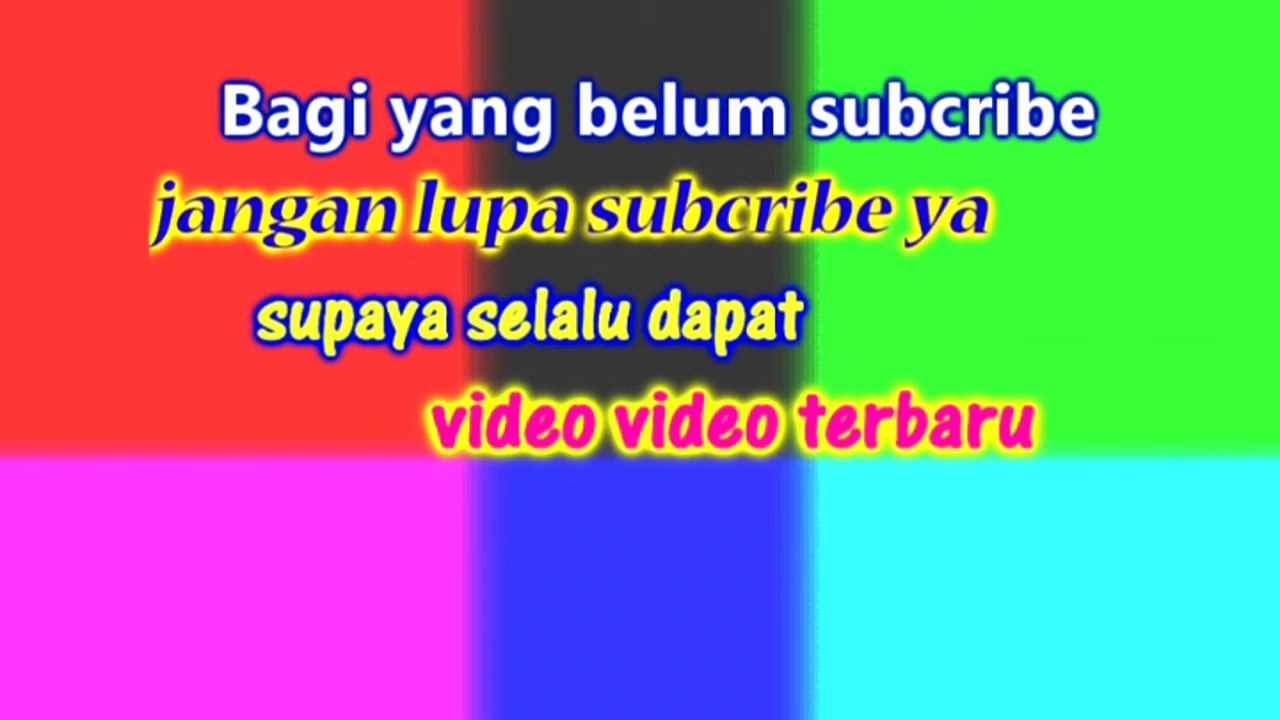 Bagi yang belum subcribe
jangan lupa subcribe ya
supaya selalu dapat
video video terbaru